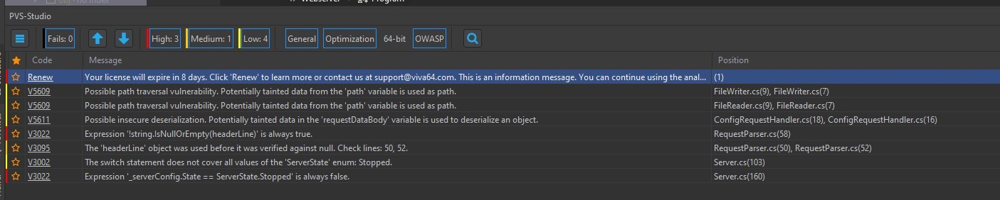 obj · no index
Webserver
Program
PVS-Studio
Fails: 0 High: 3 Medium: 1 Low: 4 General Optimization 64-bit OWASP
Code Message Position
Renew Your license will expire in 8 days. Click 'Renew' to learn more or contact us at support@viva64.com. This is an information message. You can continue using the anal... (1)
V5609 Possible path traversal vulnerability. Potentially tainted data from the 'path' variable is used as path. FileWriter.cs(9), FileWriter.cs(7)
V5609 Possible path traversal vulnerability. Potentially tainted data from the 'path' variable is used as path. FileReader.cs(9), FileReader.cs(7)
V5611 Possible insecure deserialization. Potentially tainted data in the 'requestDataBody' variable is used to deserialize an object. ConfigRequestHandler.cs(18), ConfigRequestHandler.cs(16)
V3022 Expression '!string.IsNullOrEmpty(headerLine)' is always true. RequestParser.cs(58)
V3095 The 'headerLine' object was used before it was verified against null. Check lines: 50, 52. RequestParser.cs(50), RequestParser.cs(52)
V3002 The switch statement does not cover all values of the 'ServerState' enum: Stopped. Server.cs(103)
V3022 Expression '_serverConfig.State == ServerState.Stopped' is always false. Server.cs(160)